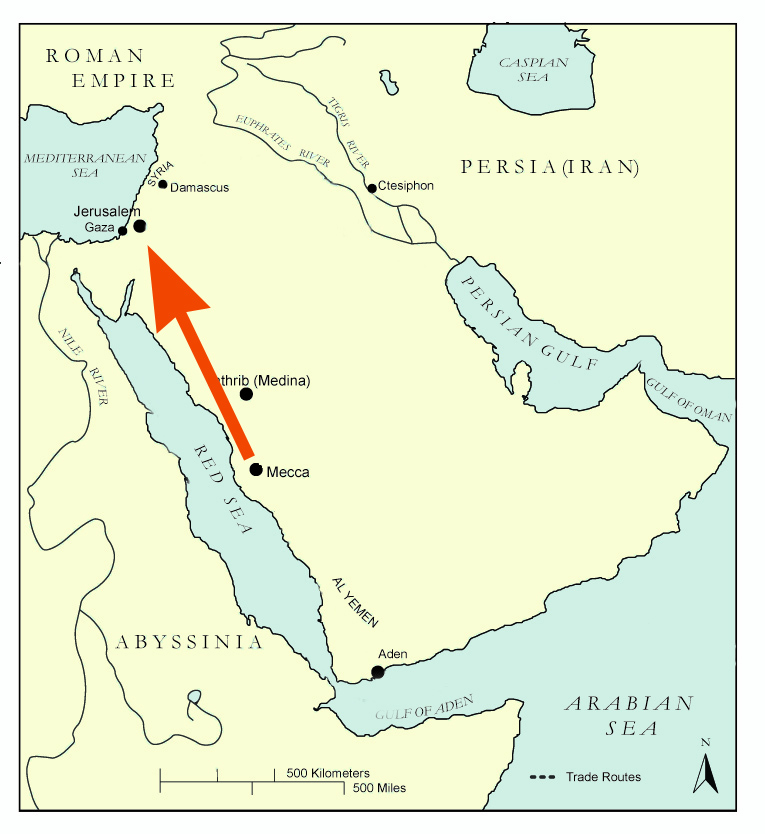 ROMAN
EMPIRE
CASPIAN
SEA
TIGRIS RIVER
EUPHRATES RIVER
MEDITERRANEAN
SEA
SYRIA
PERSIA (IRAN)
Damascus
Ctesiphon
Jerusalem
Gaza
PERSIAN GULF
NILE
RIVER
thrib (Medina)
GULF OF OMAN
RED SEA
Mecca
AL YEMEN
ABYSSINIA
Aden
GULF OF ADEN
ARABIAN
SEA
N
500 Kilometers
500 Miles
Trade Routes